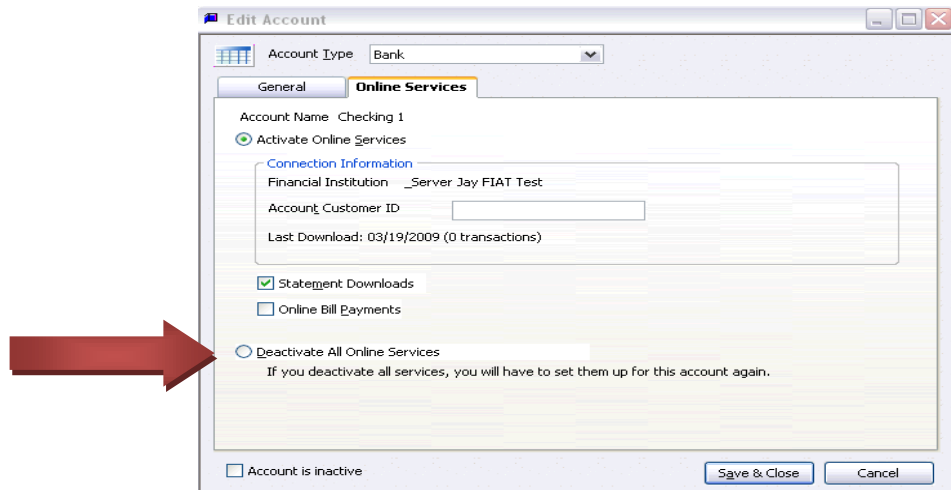 Edit Account
Account Type Bank
General Online Services
Account Name Checking 1
Activate Online Services
Connection Information
Financial Institution _Server Jay FIAT Test
Account Customer ID
Last Download: 03/19/2009 (0 transactions)
Statement Downloads
Online Bill Payments
Deactivate All Online Services
If you deactivate all services, you will have to set them up for this account again.
Account is inactive Save & Close Cancel